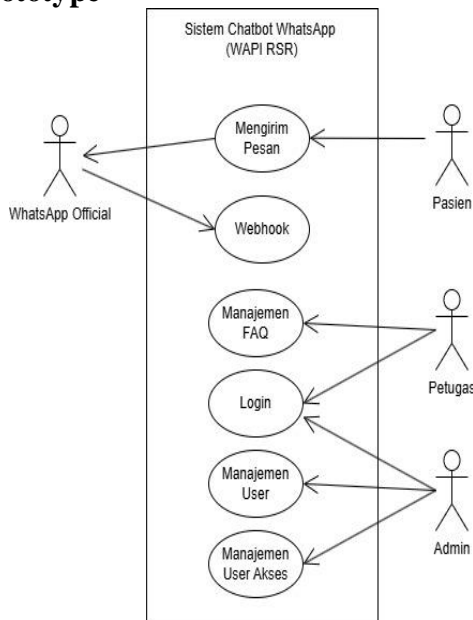 Sistem Chatbot WhatsApp
(WAPI RSR)
Mengirim
Pesan
WhatsApp Official
Pasien
Webhook
Manajemen
FAQ
Petugas
Login
Manajemen
User
Admin
Manajemen
User Akses